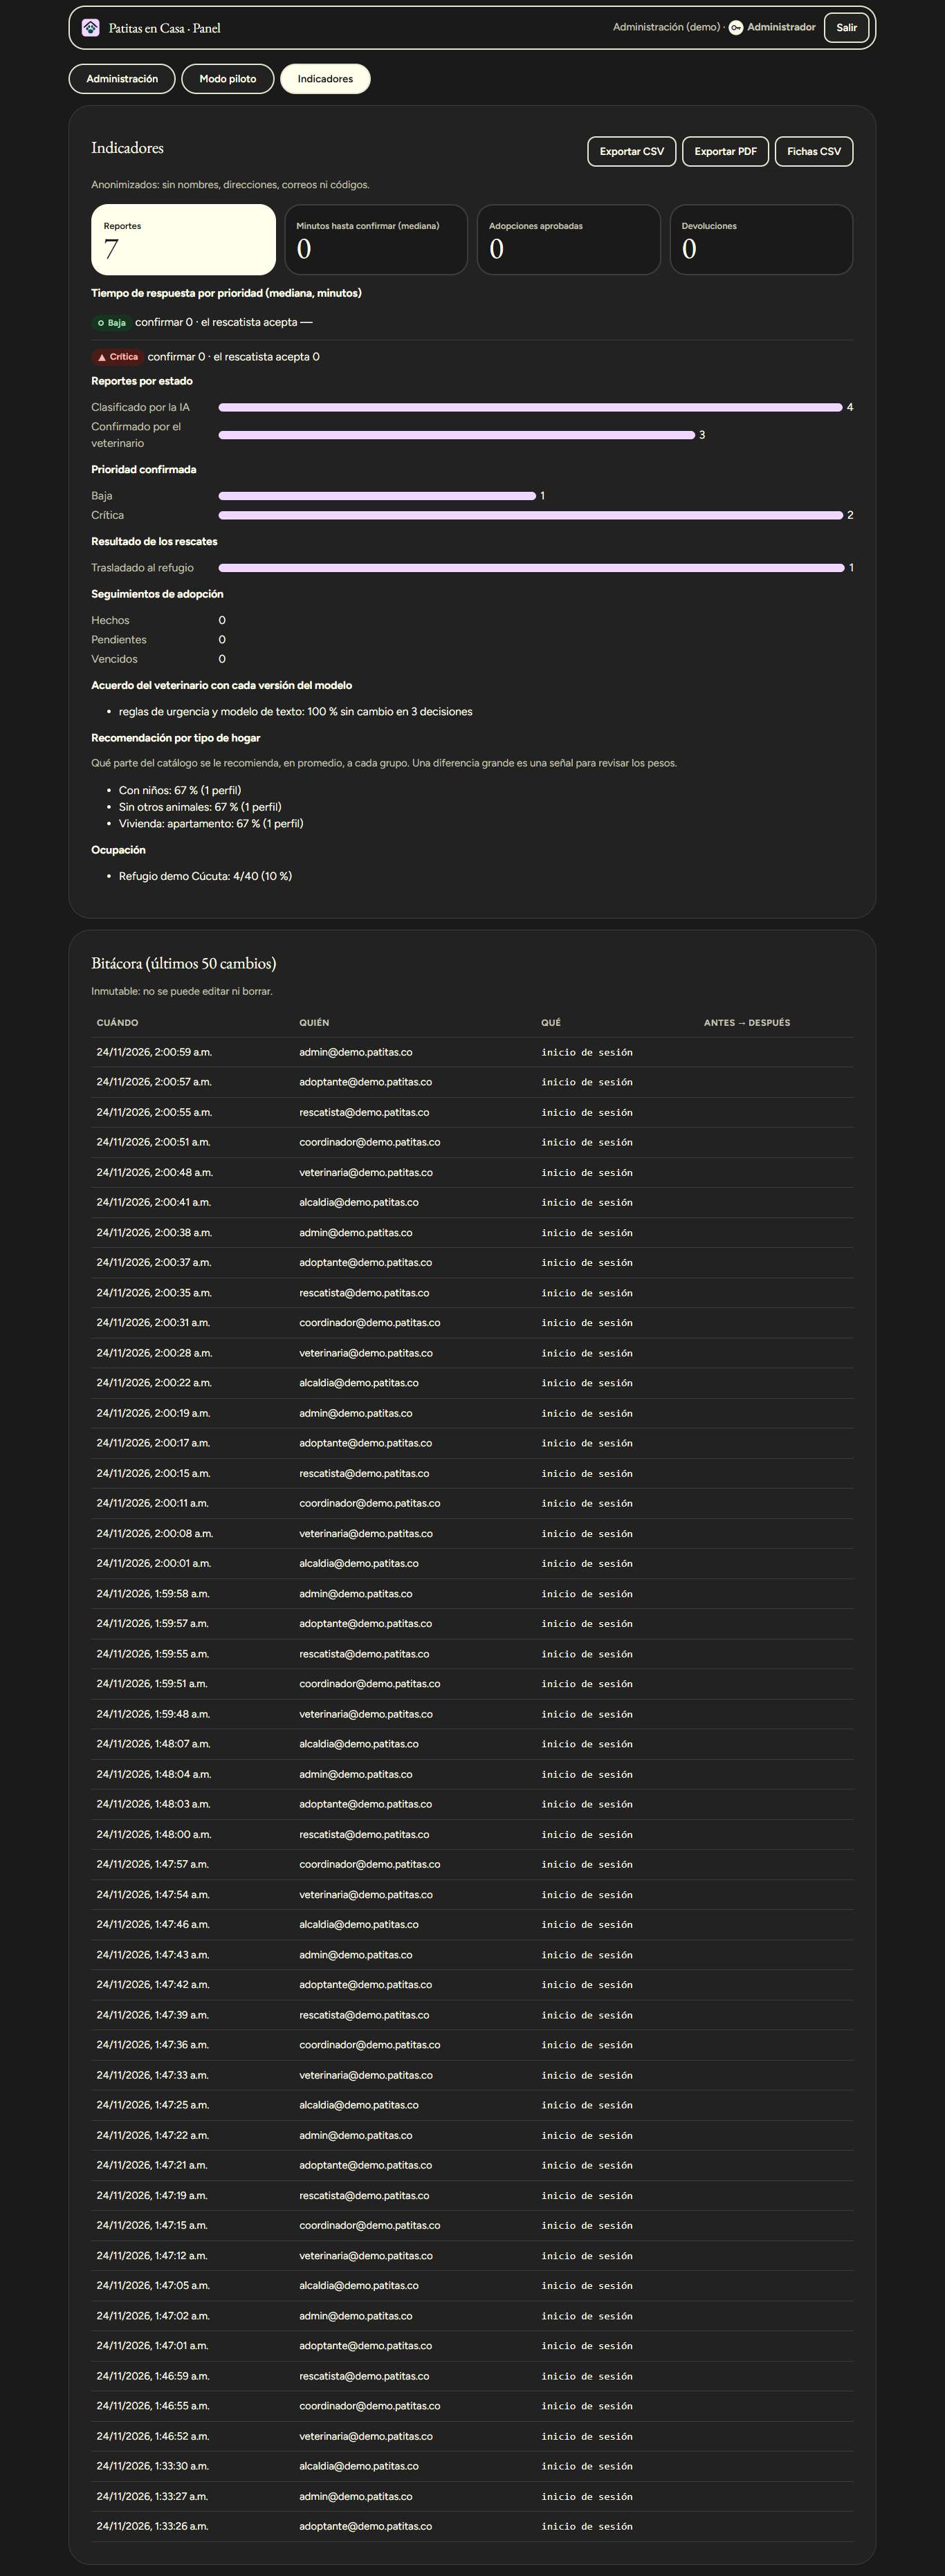 Patitas en Casa · Panel
Administración (demo) · Administrador
Salir
Administración
Modo piloto
Indicadores
Indicadores
Exportar CSV
Exportar PDF
Fichas CSV
Anonimizados: sin nombres, direcciones, correos ni códigos.
Reportes
7
Minutos hasta confirmar (mediana)
0
Adopciones aprobadas
0
Devoluciones
0
Tiempo de respuesta por prioridad (mediana, minutos)
Baja confirmar 0 · el rescatista acepta —
Crítica confirmar 0 · el rescatista acepta 0
Reportes por estado
Clasificado por la IA 4
Confirmado por el
veterinario 3
Prioridad confirmada
Baja 1
Crítica 2
Resultado de los rescates
Trasladado al refugio 1
Seguimientos de adopción
Hechos 0
Pendientes 0
Vencidos 0
Acuerdo del veterinario con cada versión del modelo
• reglas de urgencia y modelo de texto: 100 % sin cambio en 3 decisiones
Recomendación por tipo de hogar
Qué parte del catálogo se le recomienda, en promedio, a cada grupo. Una diferencia grande es una señal para revisar los pesos.
• Con niños: 67 % (1 perfil)
• Sin otros animales: 67 % (1 perfil)
• Vivienda: apartamento: 67 % (1 perfil)
Ocupación
• Refugio demo Cúcuta: 4/40 (10 %)
Bitácora (últimos 50 cambios)
Inmutable: no se puede editar ni borrar.
CUÁNDO QUIÉN QUÉ ANTES → DESPUÉS
24/11/2026, 2:00:59 a.m. admin@demo.patitas.co inicio de sesión
24/11/2026, 2:00:57 a.m. adoptante@demo.patitas.co inicio de sesión
24/11/2026, 2:00:55 a.m. rescatista@demo.patitas.co inicio de sesión
24/11/2026, 2:00:51 a.m. coordinador@demo.patitas.co inicio de sesión
24/11/2026, 2:00:48 a.m. veterinaria@demo.patitas.co inicio de sesión
24/11/2026, 2:00:41 a.m. alcaldia@demo.patitas.co inicio de sesión
24/11/2026, 2:00:38 a.m. admin@demo.patitas.co inicio de sesión
24/11/2026, 2:00:37 a.m. adoptante@demo.patitas.co inicio de sesión
24/11/2026, 2:00:35 a.m. rescatista@demo.patitas.co inicio de sesión
24/11/2026, 2:00:31 a.m. coordinador@demo.patitas.co inicio de sesión
24/11/2026, 2:00:28 a.m. veterinaria@demo.patitas.co inicio de sesión
24/11/2026, 2:00:22 a.m. alcaldia@demo.patitas.co inicio de sesión
24/11/2026, 2:00:19 a.m. admin@demo.patitas.co inicio de sesión
24/11/2026, 2:00:17 a.m. adoptante@demo.patitas.co inicio de sesión
24/11/2026, 2:00:15 a.m. rescatista@demo.patitas.co inicio de sesión
24/11/2026, 2:00:11 a.m. coordinador@demo.patitas.co inicio de sesión
24/11/2026, 2:00:08 a.m. veterinaria@demo.patitas.co inicio de sesión
24/11/2026, 2:00:01 a.m. alcaldia@demo.patitas.co inicio de sesión
24/11/2026, 1:59:58 a.m. admin@demo.patitas.co inicio de sesión
24/11/2026, 1:59:57 a.m. adoptante@demo.patitas.co inicio de sesión
24/11/2026, 1:59:55 a.m. rescatista@demo.patitas.co inicio de sesión
24/11/2026, 1:59:51 a.m. coordinador@demo.patitas.co inicio de sesión
24/11/2026, 1:59:48 a.m. veterinaria@demo.patitas.co inicio de sesión
24/11/2026, 1:48:07 a.m. alcaldia@demo.patitas.co inicio de sesión
24/11/2026, 1:48:04 a.m. admin@demo.patitas.co inicio de sesión
24/11/2026, 1:48:03 a.m. adoptante@demo.patitas.co inicio de sesión
24/11/2026, 1:48:00 a.m. rescatista@demo.patitas.co inicio de sesión
24/11/2026, 1:47:57 a.m. coordinador@demo.patitas.co inicio de sesión
24/11/2026, 1:47:54 a.m. veterinaria@demo.patitas.co inicio de sesión
24/11/2026, 1:47:46 a.m. alcaldia@demo.patitas.co inicio de sesión
24/11/2026, 1:47:43 a.m. admin@demo.patitas.co inicio de sesión
24/11/2026, 1:47:42 a.m. adoptante@demo.patitas.co inicio de sesión
24/11/2026, 1:47:39 a.m. rescatista@demo.patitas.co inicio de sesión
24/11/2026, 1:47:36 a.m. coordinador@demo.patitas.co inicio de sesión
24/11/2026, 1:47:33 a.m. veterinaria@demo.patitas.co inicio de sesión
24/11/2026, 1:47:25 a.m. alcaldia@demo.patitas.co inicio de sesión
24/11/2026, 1:47:22 a.m. admin@demo.patitas.co inicio de sesión
24/11/2026, 1:47:21 a.m. adoptante@demo.patitas.co inicio de sesión
24/11/2026, 1:47:19 a.m. rescatista@demo.patitas.co inicio de sesión
24/11/2026, 1:47:15 a.m. coordinador@demo.patitas.co inicio de sesión
24/11/2026, 1:47:12 a.m. veterinaria@demo.patitas.co inicio de sesión
24/11/2026, 1:47:05 a.m. alcaldia@demo.patitas.co inicio de sesión
24/11/2026, 1:47:02 a.m. admin@demo.patitas.co inicio de sesión
24/11/2026, 1:47:01 a.m. adoptante@demo.patitas.co inicio de sesión
24/11/2026, 1:46:59 a.m. rescatista@demo.patitas.co inicio de sesión
24/11/2026, 1:46:55 a.m. coordinador@demo.patitas.co inicio de sesión
24/11/2026, 1:46:52 a.m. veterinaria@demo.patitas.co inicio de sesión
24/11/2026, 1:33:30 a.m. alcaldia@demo.patitas.co inicio de sesión
24/11/2026, 1:33:27 a.m. admin@demo.patitas.co inicio de sesión
24/11/2026, 1:33:26 a.m. adoptante@demo.patitas.co inicio de sesión